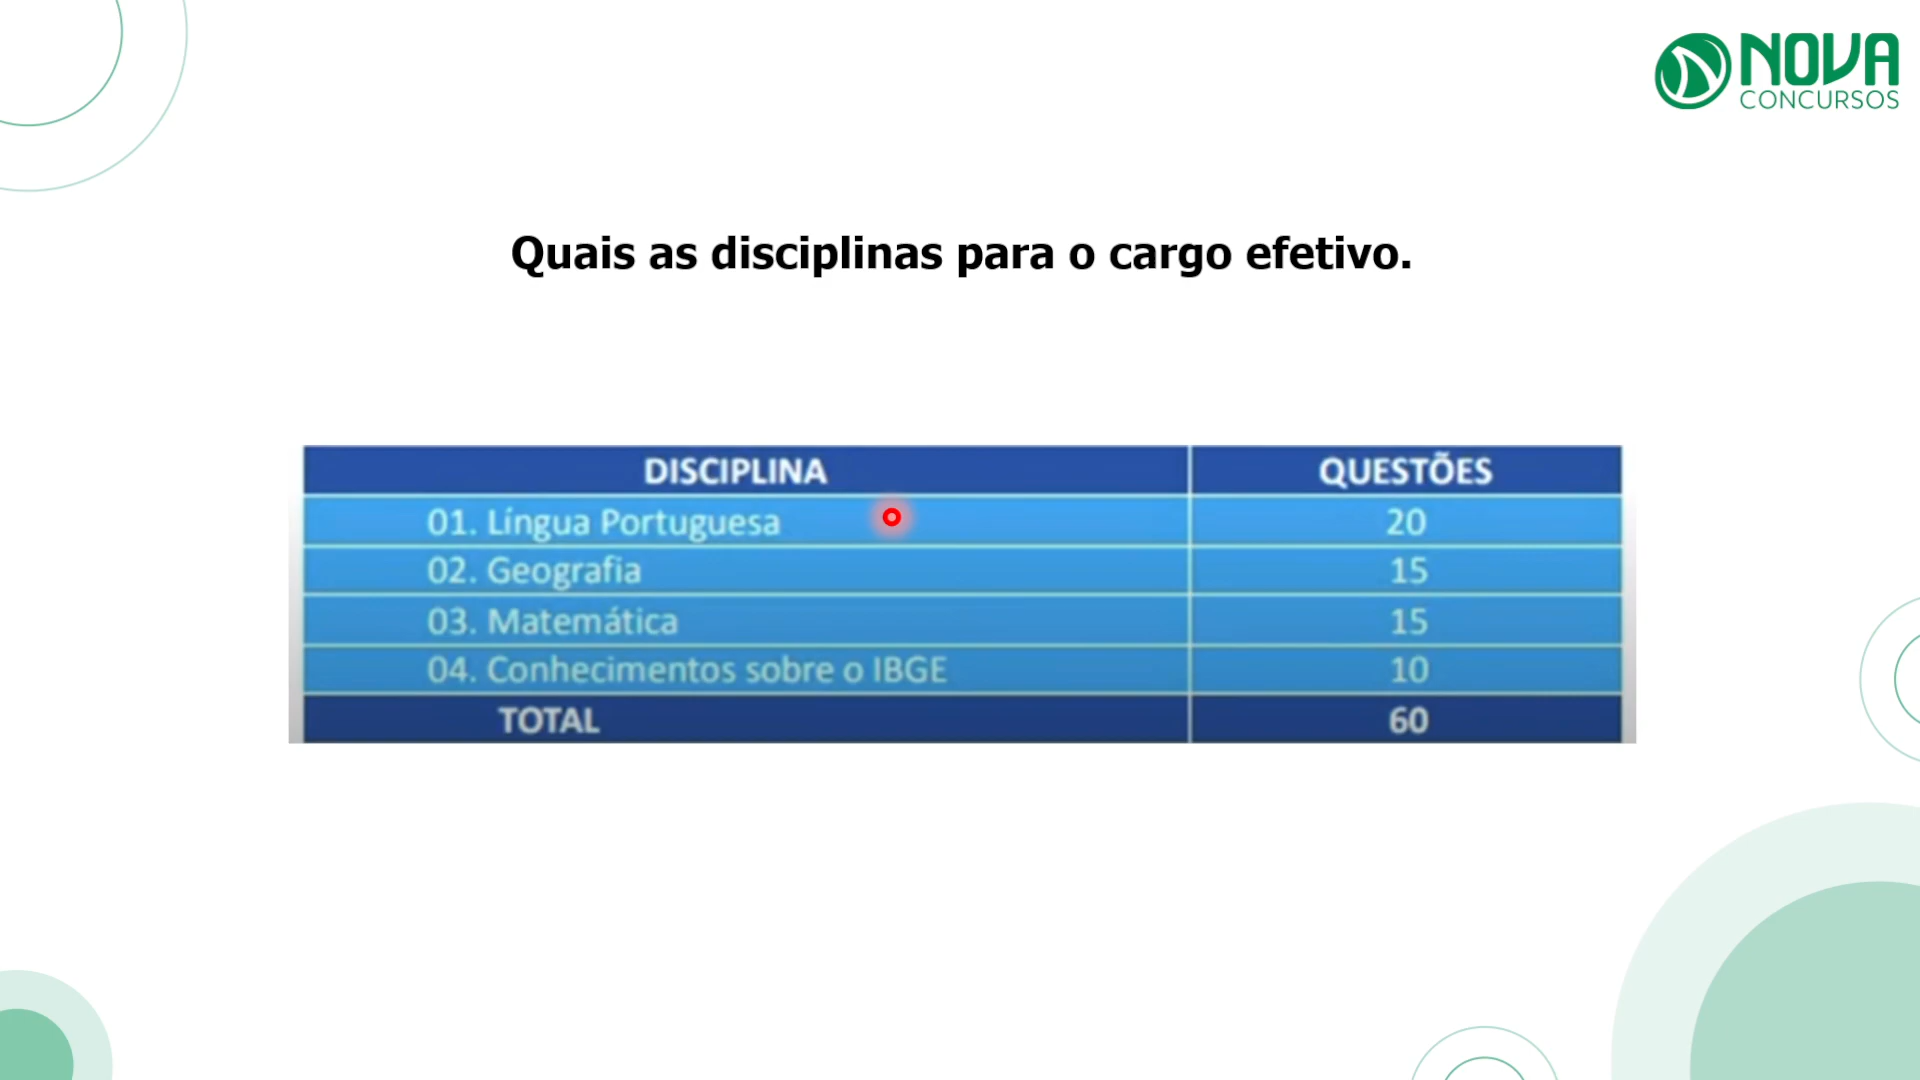 NOVA
CONCURSOS
Quais as disciplinas para o cargo efetivo.
DISCIPLINA QUESTÕES
01. Língua Portuguesa 20
02. Geografia 15
03. Matemática 15
04. Conhecimentos sobre o IBGE 10
TOTAL 60